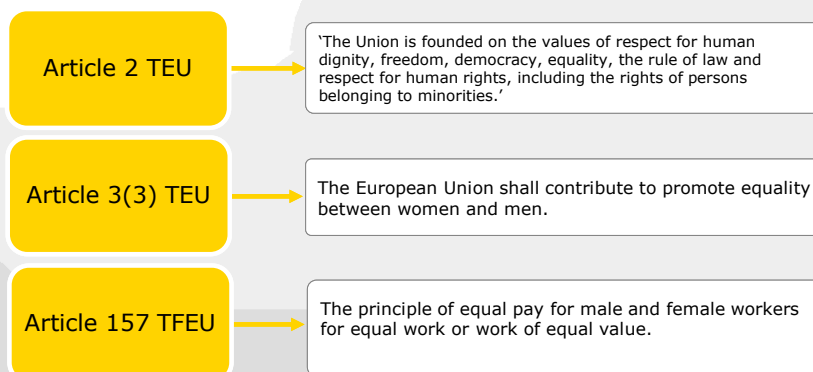 Article 2 TEU
‘The Union is founded on the values of respect for human
dignity, freedom, democracy, equality, the rule of law and
respect for human rights, including the rights of persons
belonging to minorities.’
Article 3(3) TEU
The European Union shall contribute to promote equality
between women and men.
Article 157 TFEU
The principle of equal pay for male and female workers
for equal work or work of equal value.